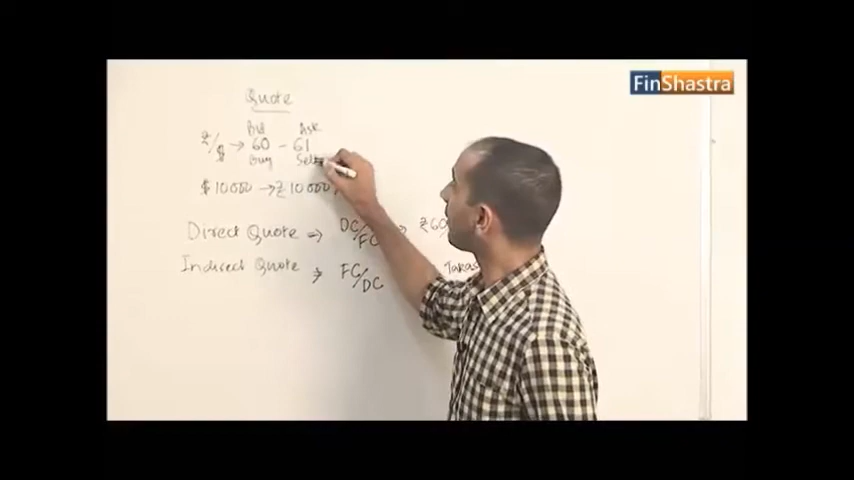 FinShastra
Quote
Bid Ask
₹/$ → 60 - 61
Buy Sell
$ 10000 → ₹ 10000
Direct Quote ⇒ DC/FC ⇒ ₹60/
Indirect Quote ⇒ FC/DC